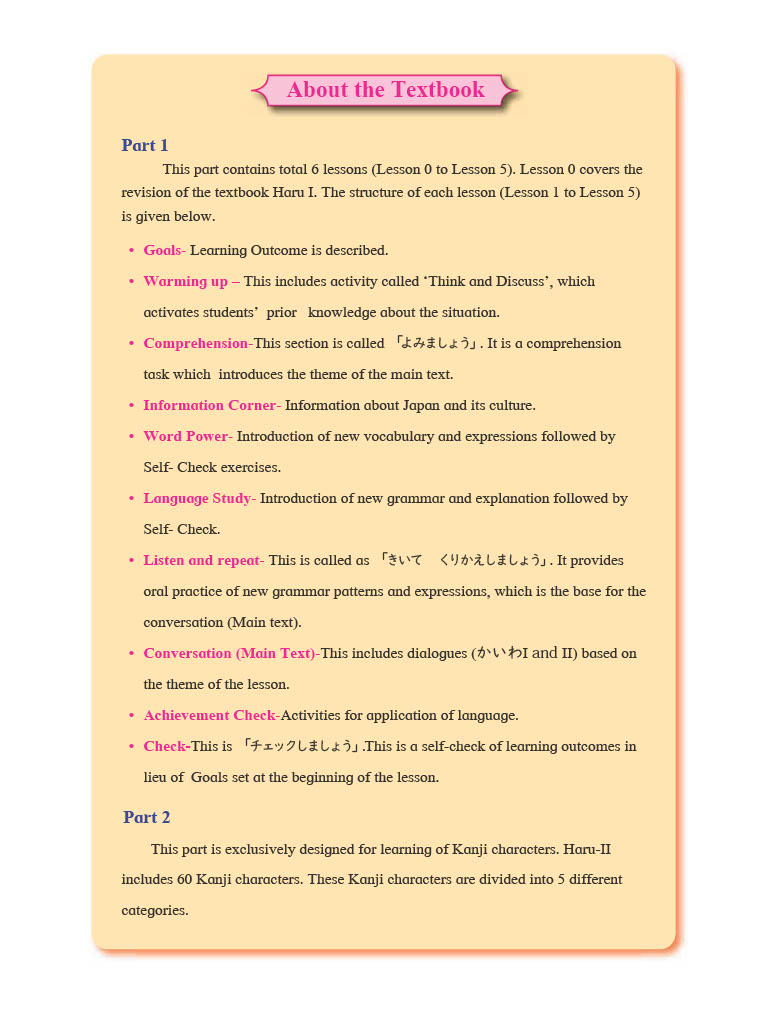 About the Textbook
Part 1
This part contains total 6 lessons (Lesson 0 to Lesson 5). Lesson 0 covers the
revision of the textbook Haru I. The structure of each lesson (Lesson 1 to Lesson 5)
is given below.
• Goals- Learning Outcome is described.
• Warming up – This includes activity called ‘Think and Discuss’, which
activates students’ prior knowledge about the situation.
• Comprehension-This section is called 「よみましょう」. It is a comprehension
task which introduces the theme of the main text.
• Information Corner- Information about Japan and its culture.
• Word Power- Introduction of new vocabulary and expressions followed by
Self- Check exercises.
• Language Study- Introduction of new grammar and explanation followed by
Self- Check.
• Listen and repeat- This is called as 「きいて　くりかえしましょう」. It provides
oral practice of new grammar patterns and expressions, which is the base for the
conversation (Main text).
• Conversation (Main Text)-This includes dialogues (かいわI and II) based on
the theme of the lesson.
• Achievement Check-Activities for application of language.
• Check-This is 「チェックしましょう」.This is a self-check of learning outcomes in
lieu of Goals set at the beginning of the lesson.
Part 2
This part is exclusively designed for learning of Kanji characters. Haru-II
includes 60 Kanji characters. These Kanji characters are divided into 5 different
categories.